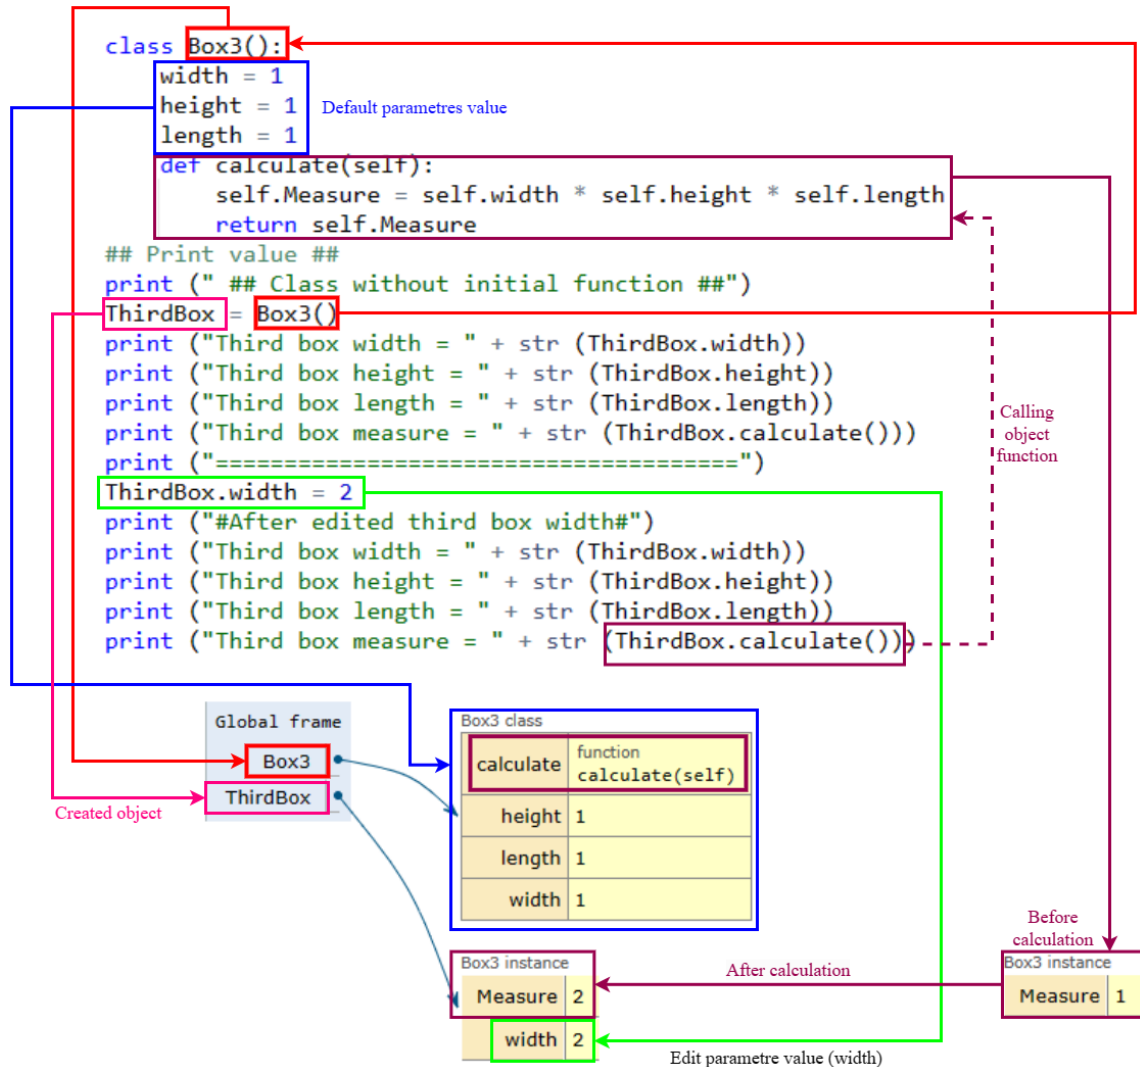 class Box3():
width = 1
height = 1
Default parametres value
length = 1
def calculate(self):
self.Measure = self.width * self.height * self.length
return self.Measure
## Print value ##
print (" ## Class without initial function ##")
ThirdBox = Box3()
print ("Third box width = " + str (ThirdBox.width))
print ("Third box height = " + str (ThirdBox.height))
print ("Third box length = " + str (ThirdBox.length))
print ("Third box measure = " + str (ThirdBox.calculate()))
print ("======================================")
Calling
object
function
ThirdBox.width = 2
print ("#After edited third box width#")
print ("Third box width = " + str (ThirdBox.width))
print ("Third box height = " + str (ThirdBox.height))
print ("Third box length = " + str (ThirdBox.length))
print ("Third box measure = " + str (ThirdBox.calculate()))
Global frame
Box3
ThirdBox
Created object
Box3 class
calculate function
calculate(self)
height 1
length 1
width 1
Before
calculation
Box3 instance
Measure 2
width 2
After calculation
Box3 instance
Measure 1
Edit parametre value (width)